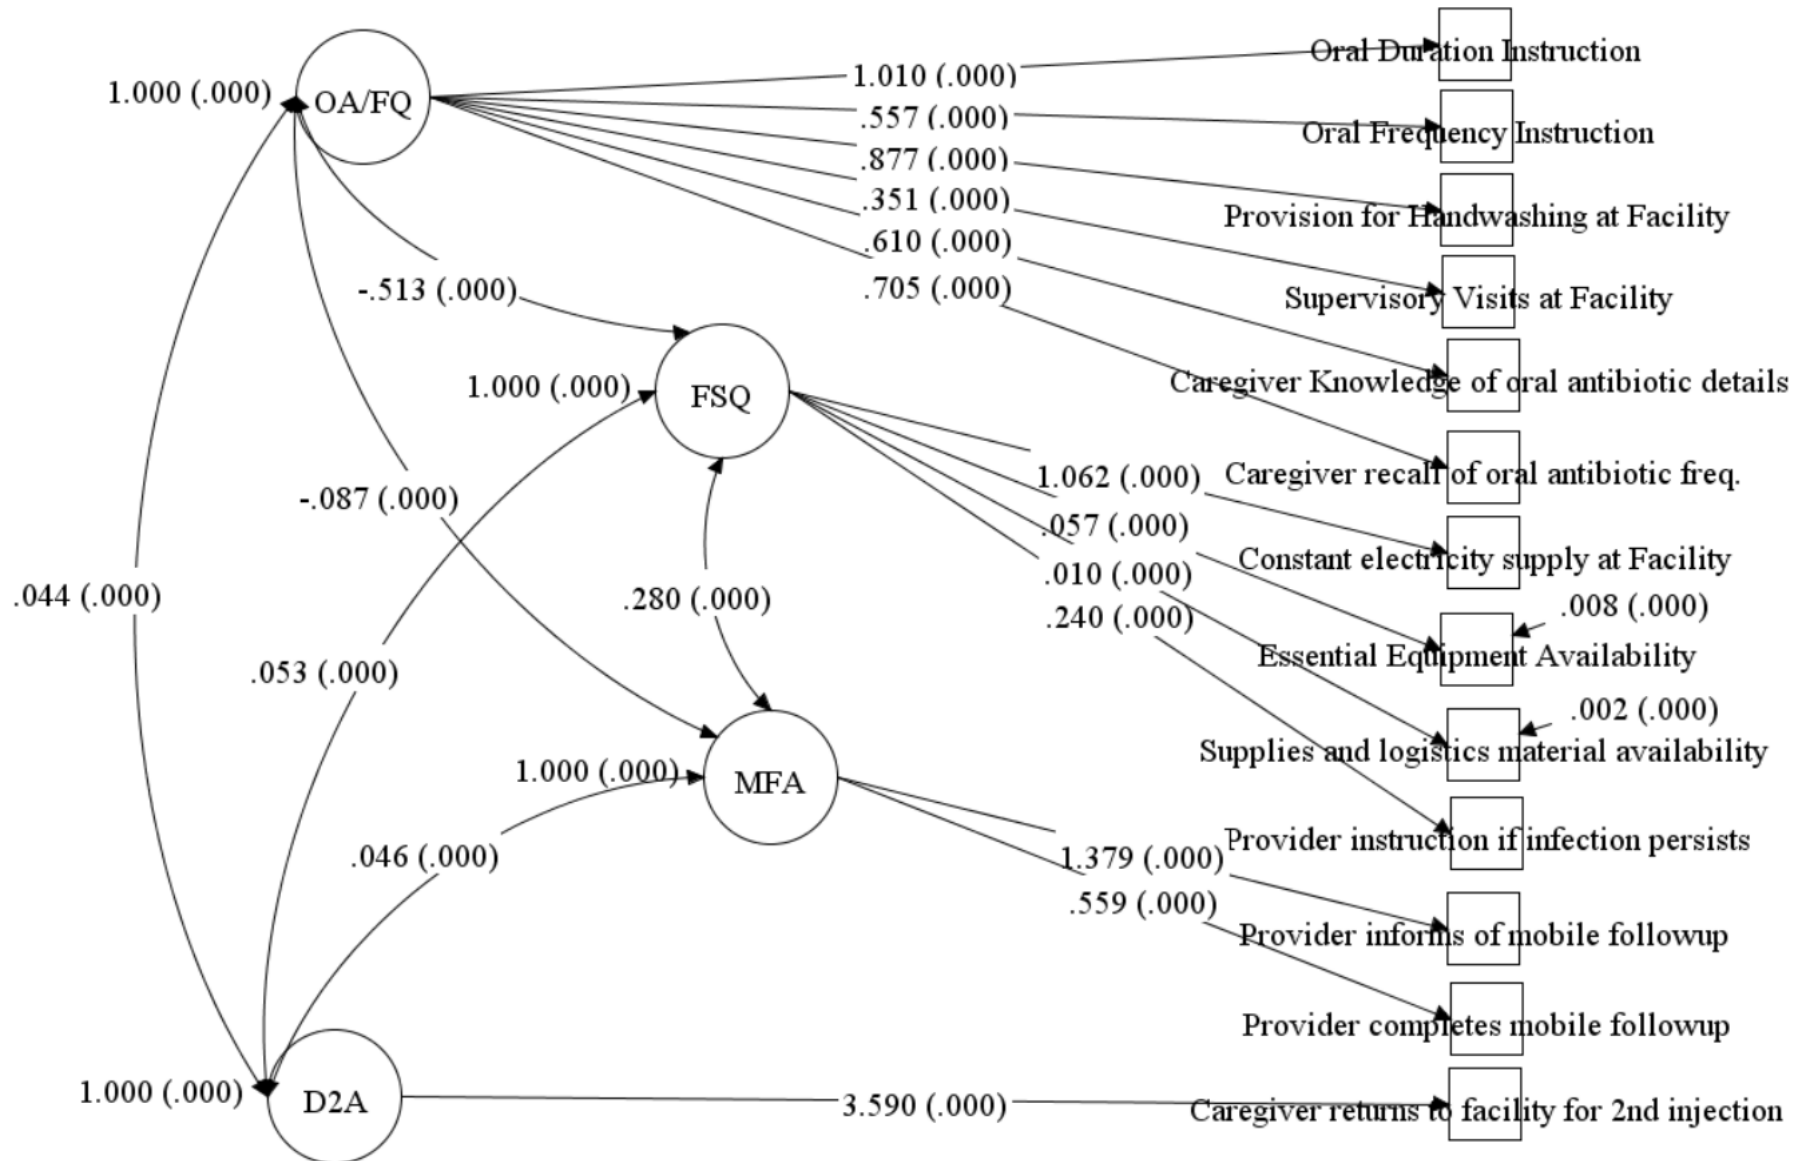 Oral Duration Instruction
1.010 (.000)
1.000 (.000)
OA/FQ
.557 (.000)
Oral Frequency Instruction
.877 (.000)
.351 (.000)
Provision for Handwashing at Facility
.610 (.000)
.705 (.000)
-.513 (.000)
Supervisory Visits at Facility
1.000 (.000)
FSQ
Caregiver Knowledge of oral antibiotic details
1.062 (.000)
Caregiver recall of oral antibiotic freq.
-.087 (.000)
.057 (.000)
Constant electricity supply at Facility
.010 (.000)
.044 (.000)
.280 (.000)
.240 (.000)
.008 (.000)
Essential Equipment Availability
.053 (.000)
.002 (.000)
Supplies and logistics material availability
1.000 (.000)
MFA
Provider instruction if infection persists
.046 (.000)
1.379 (.000)
.559 (.000)
Provider informs of mobile followup
Provider completes mobile followup
1.000 (.000)
D2A
3.590 (.000)
Caregiver returns to facility for 2nd injection